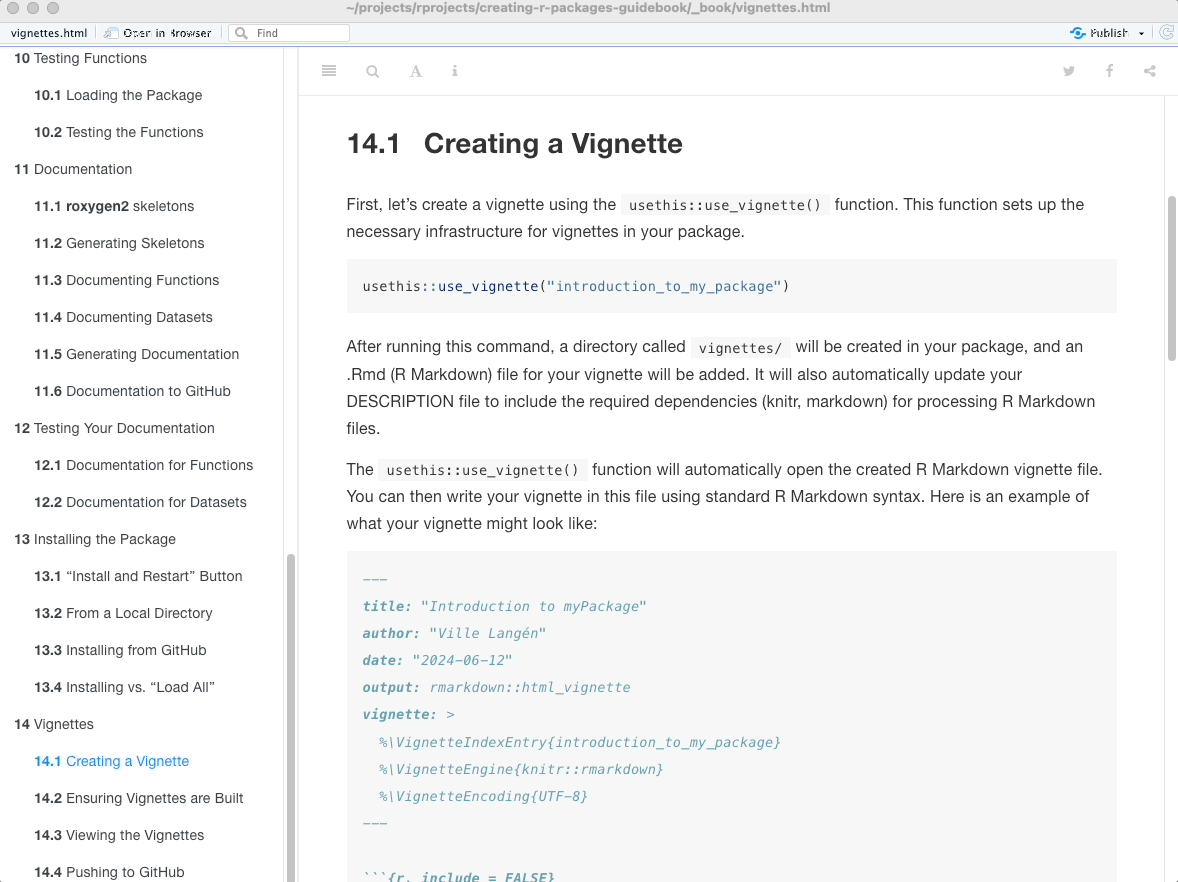 ~/projects/rprojects/creating-r-packages-guidebook/_book/vignettes.html
vignettes.html Open in Browser Find Publish
10 Testing Functions
10.1 Loading the Package
10.2 Testing the Functions
11 Documentation
11.1 roxygen2 skeletons
11.2 Generating Skeletons
11.3 Documenting Functions
11.4 Documenting Datasets
11.5 Generating Documentation
11.6 Documentation to GitHub
12 Testing Your Documentation
12.1 Documentation for Functions
12.2 Documentation for Datasets
13 Installing the Package
13.1 “Install and Restart” Button
13.2 From a Local Directory
13.3 Installing from GitHub
13.4 Installing vs. “Load All”
14 Vignettes
14.1 Creating a Vignette
14.2 Ensuring Vignettes are Built
14.3 Viewing the Vignettes
14.4 Pushing to GitHub
14.1 Creating a Vignette
First, let’s create a vignette using the usethis::use_vignette() function. This function sets up the
necessary infrastructure for vignettes in your package.
usethis::use_vignette("introduction_to_my_package")
After running this command, a directory called vignettes/ will be created in your package, and an
.Rmd (R Markdown) file for your vignette will be added. It will also automatically update your
DESCRIPTION file to include the required dependencies (knitr, markdown) for processing R Markdown
files.
The usethis::use_vignette() function will automatically open the created R Markdown vignette file.
You can then write your vignette in this file using standard R Markdown syntax. Here is an example of
what your vignette might look like:
---
title: "Introduction to myPackage"
author: "Ville Langén"
date: "2024-06-12"
output: rmarkdown::html_vignette
vignette: >
%\VignetteIndexEntry{introduction_to_my_package}
%\VignetteEngine{knitr::rmarkdown}
%\VignetteEncoding{UTF-8}
---
```{r, include = FALSE}